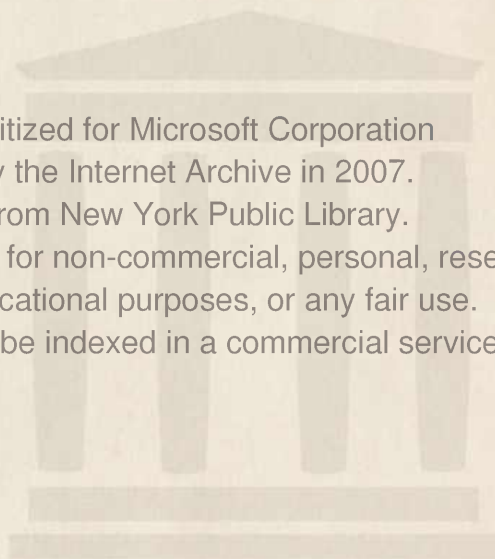 itized for Microsoft Corporation
the Internet Archive in 2007.
rom New York Public Library.
for non-commercial, personal, rese
cational purposes, or any fair use.
be indexed in a commercial service